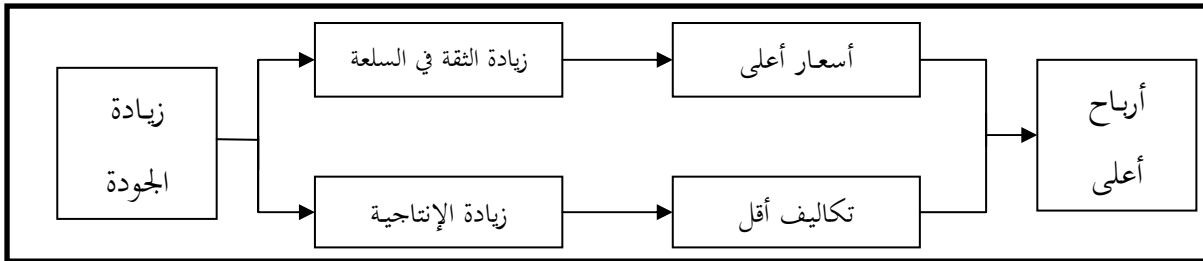 زيادة
الجودة
زيادة الثقة في السلعة
أسعار أعلى
زيادة الإنتاجية
تكاليف أقل
أرباح
أعلى